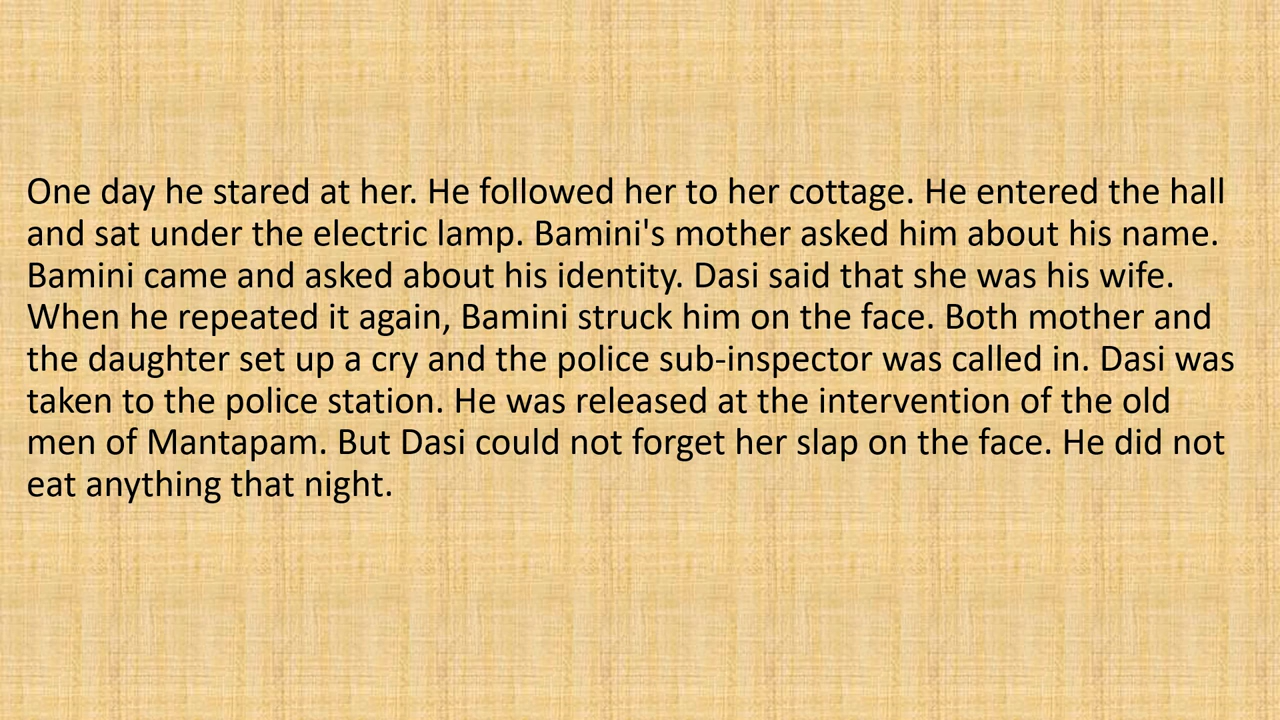 One day he stared at her. He followed her to her cottage. He entered the hall
and sat under the electric lamp. Bamini's mother asked him about his name.
Bamini came and asked about his identity. Dasi said that she was his wife.
When he repeated it again, Bamini struck him on the face. Both mother and
the daughter set up a cry and the police sub-inspector was called in. Dasi was
taken to the police station. He was released at the intervention of the old
men of Mantapam. But Dasi could not forget her slap on the face. He did not
eat anything that night.